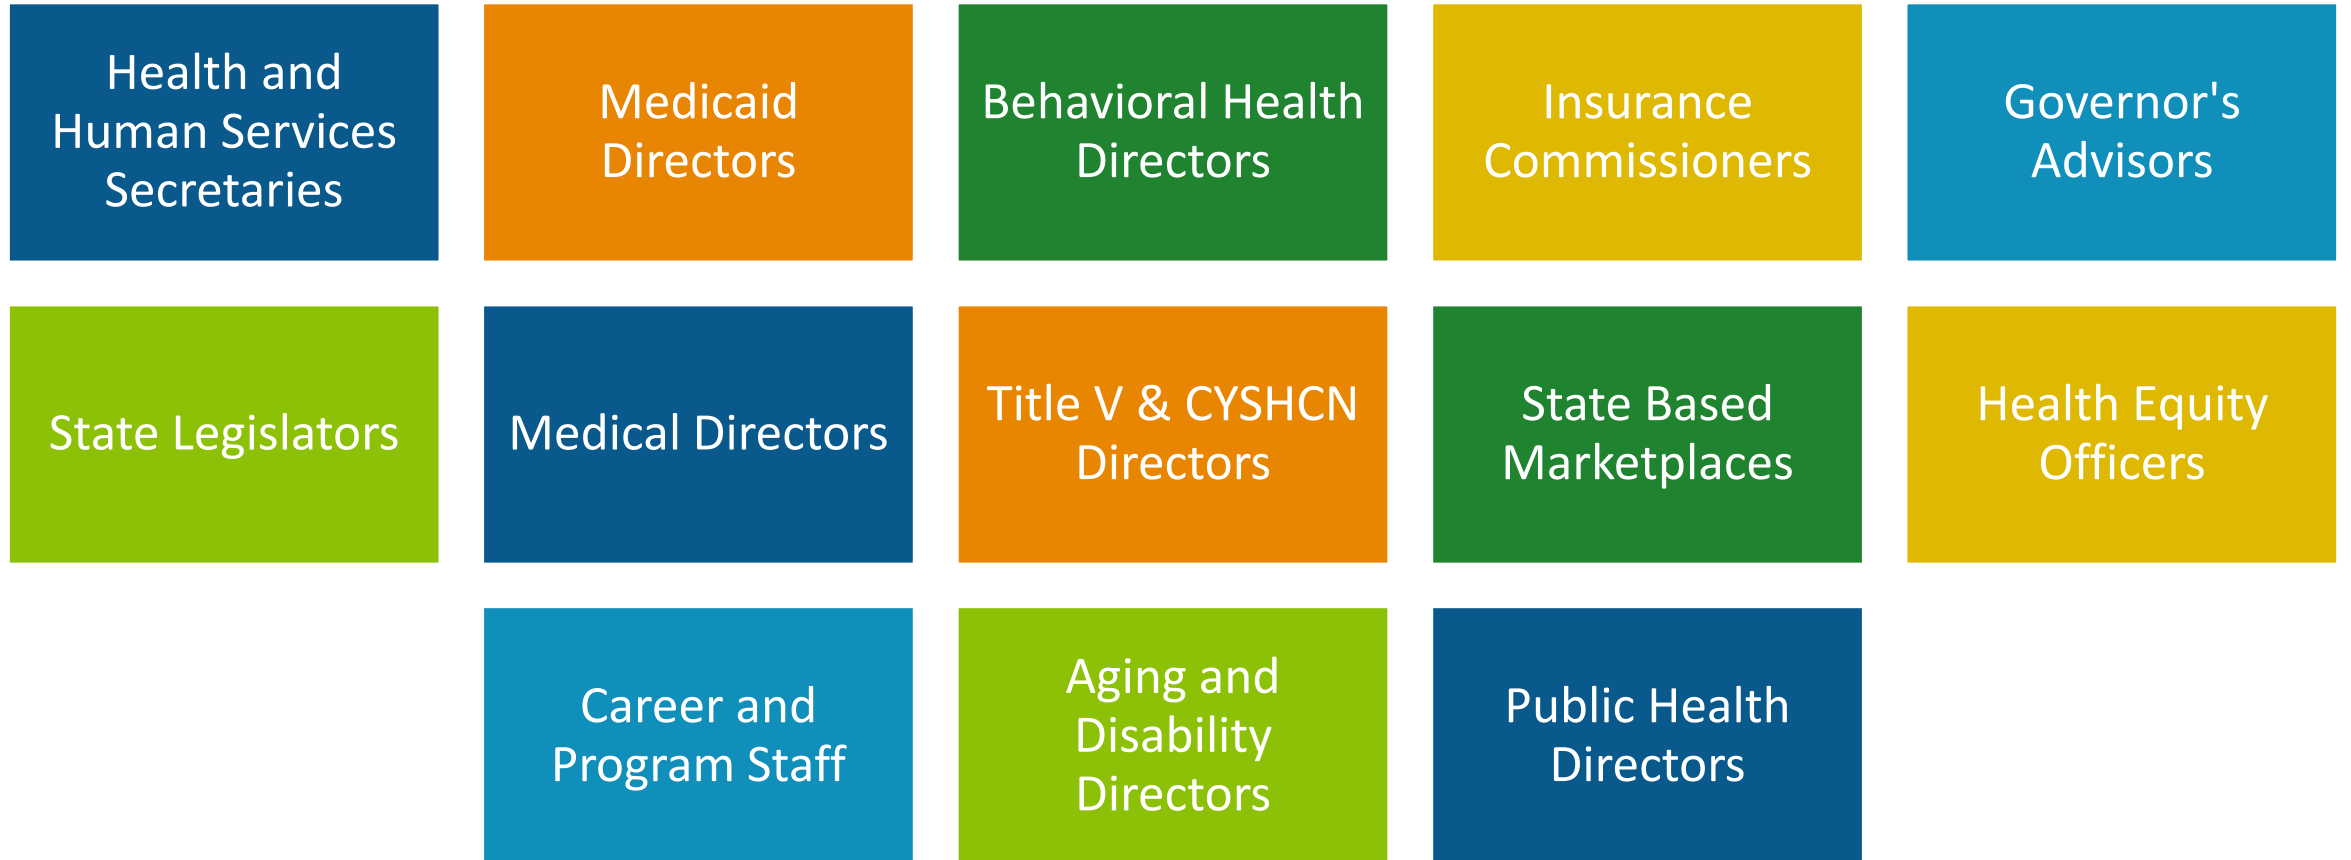 Health and
Human Services
Secretaries
Medicaid
Directors
Behavioral Health
Directors
Insurance
Commissioners
Governor's
Advisors
State Legislators
Medical Directors
Title V & CYSHCN
Directors
State Based
Marketplaces
Health Equity
Officers
Career and
Program Staff
Aging and
Disability
Directors
Public Health
Directors